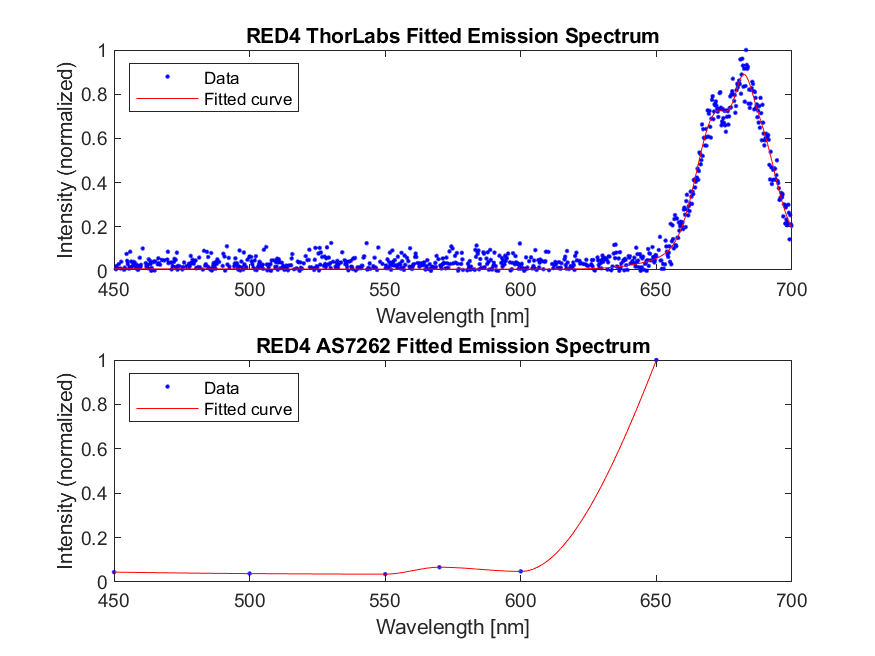 RED4 ThorLabs Fitted Emission Spectrum
Intensity (normalized)
1
0.8
0.6
0.4
0.2
0
Data
Fitted curve
450 500 550 600 650 700
Wavelength [nm]
RED4 AS7262 Fitted Emission Spectrum
Intensity (normalized)
1
0.8
0.6
0.4
0.2
0
Data
Fitted curve
450 500 550 600 650 700
Wavelength [nm]